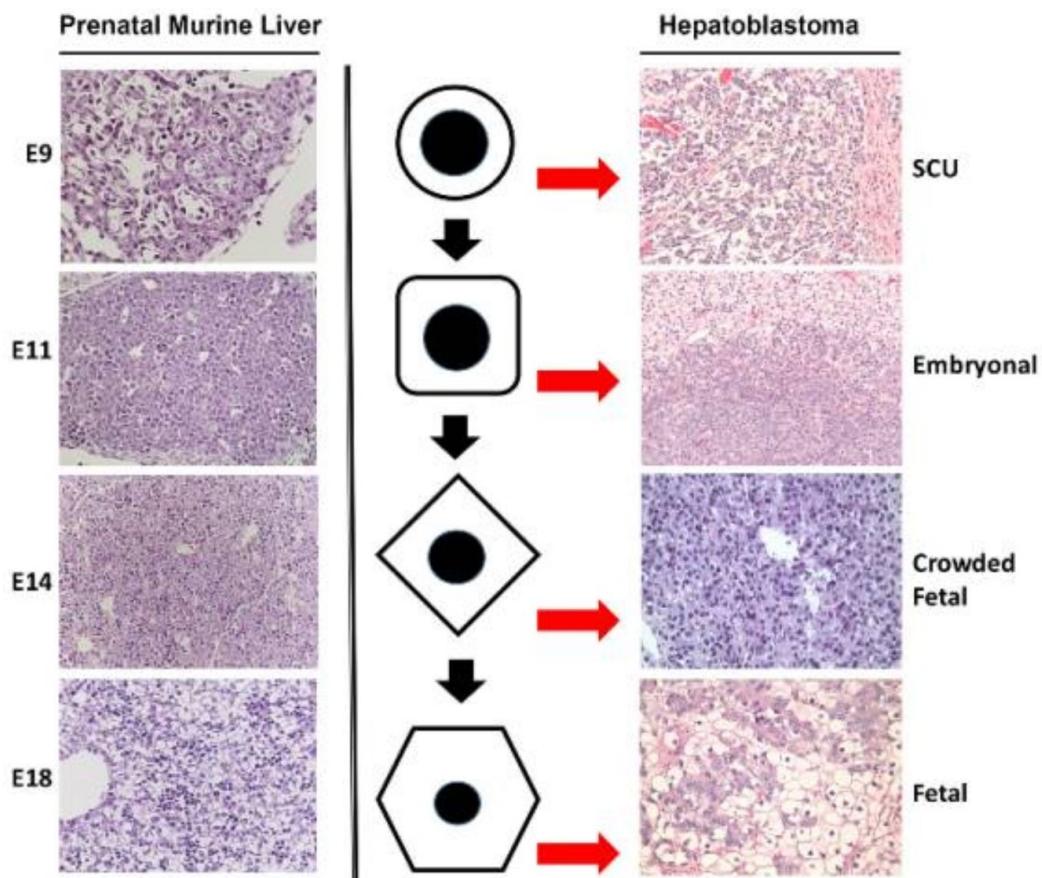 Prenatal Murine Liver
Hepatoblastoma
E9
SCU
E11
Embryonal
E14
Crowded
Fetal
E18
Fetal